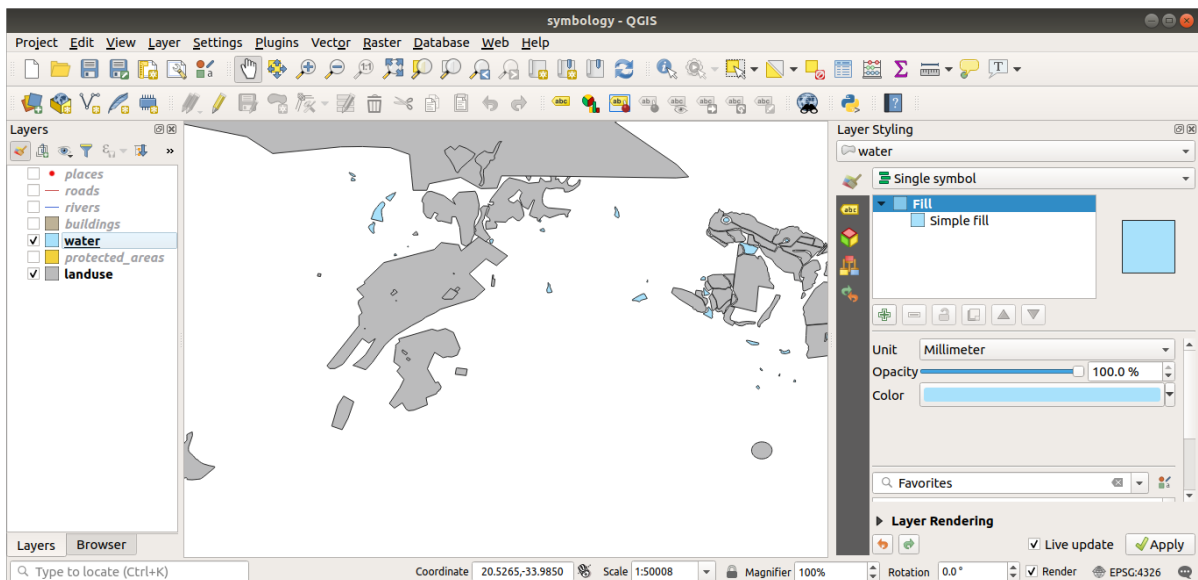 symbology - QGIS
Project Edit View Layer Settings Plugins Vector Raster Database Web Help
Layers
places
roads
rivers
buildings
water
protected_areas
landuse
Layers Browser
Layer Styling
water
Single symbol
Fill
Simple fill
Unit Millimeter
Opacity 100.0 %
Color
Favorites
Layer Rendering
Live update Apply
Type to locate (Ctrl+K) Coordinate 20.5265,-33.9850 Scale 1:50008 Magnifier 100% Rotation 0.0 ° Render EPSG:4326